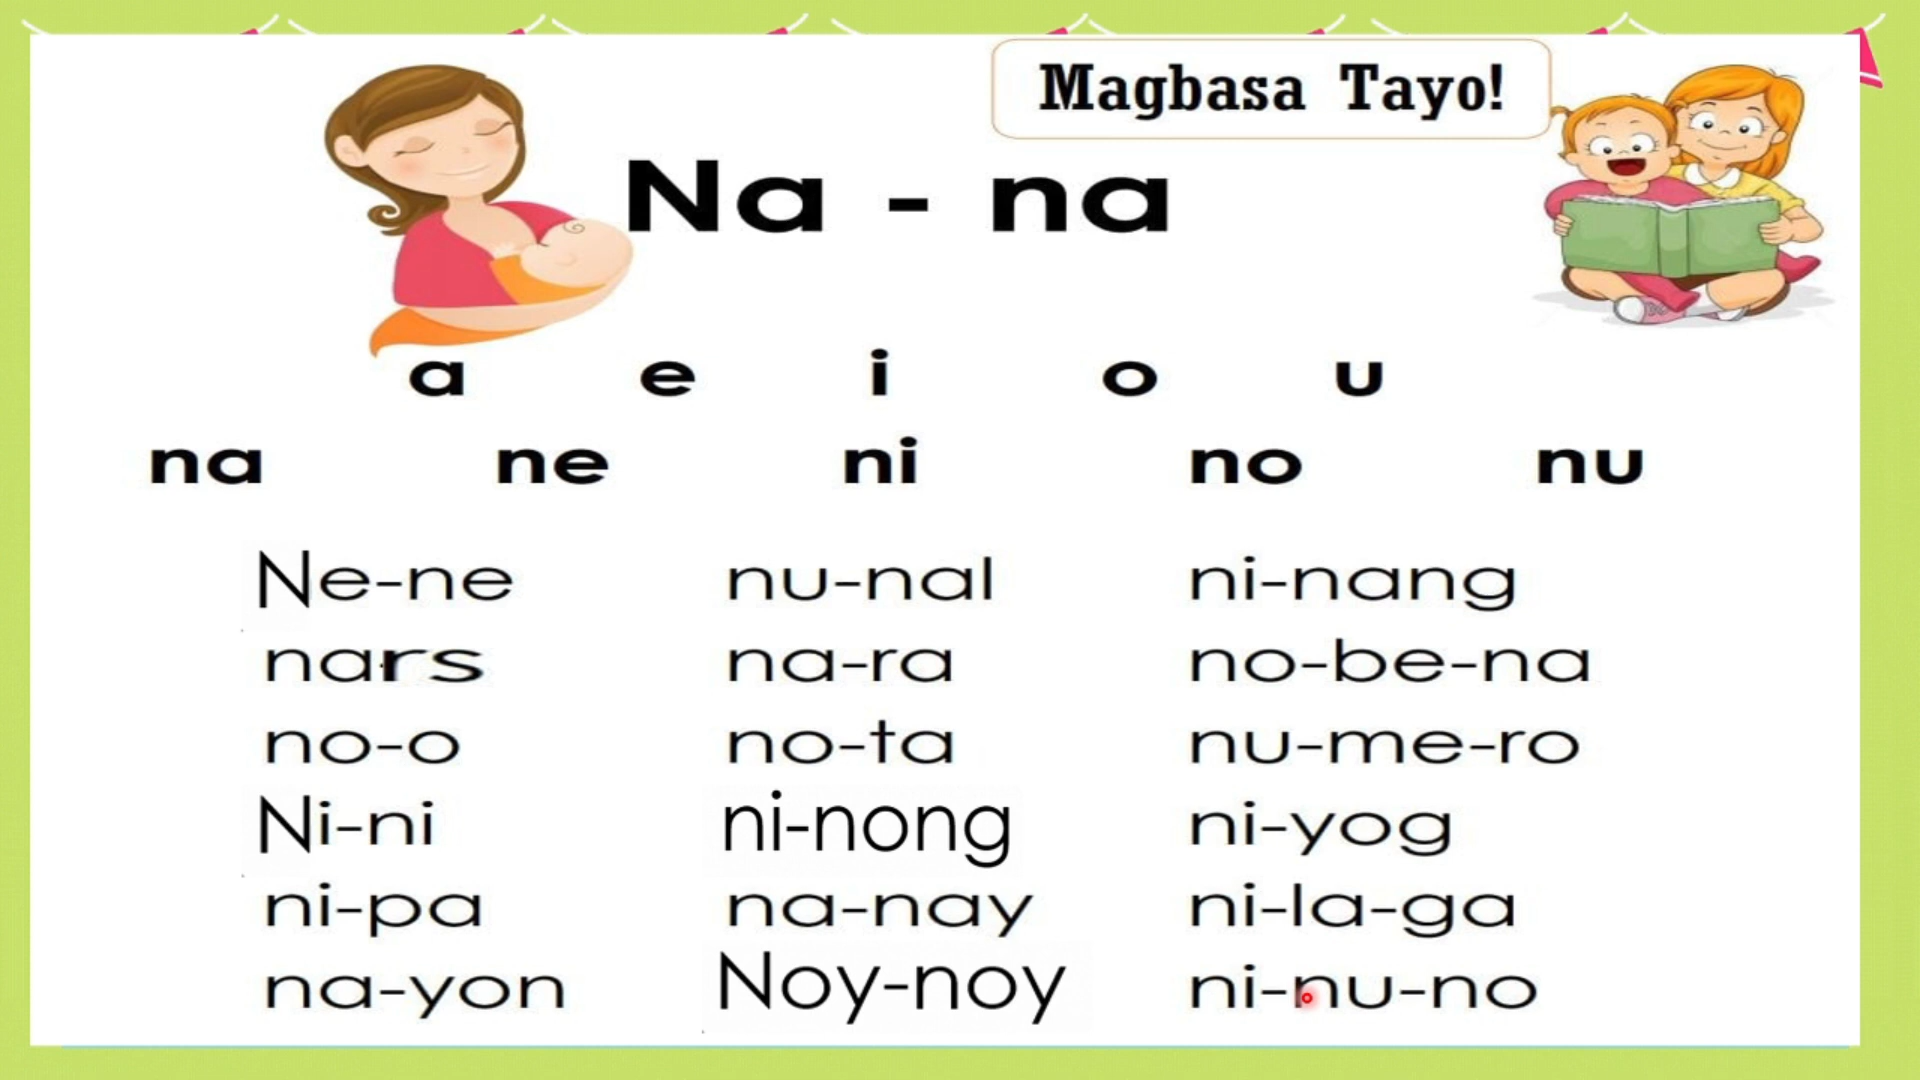 Magbasa Tayo!
Na - na
a e i o u
na ne ni no nu
Ne-ne nu-nal ni-nang
nars na-ra no-be-na
no-o no-ta nu-me-ro
Ni-ni ni-nong ni-yog
ni-pa na-nay ni-la-ga
na-yon Noy-noy ni-nu-no